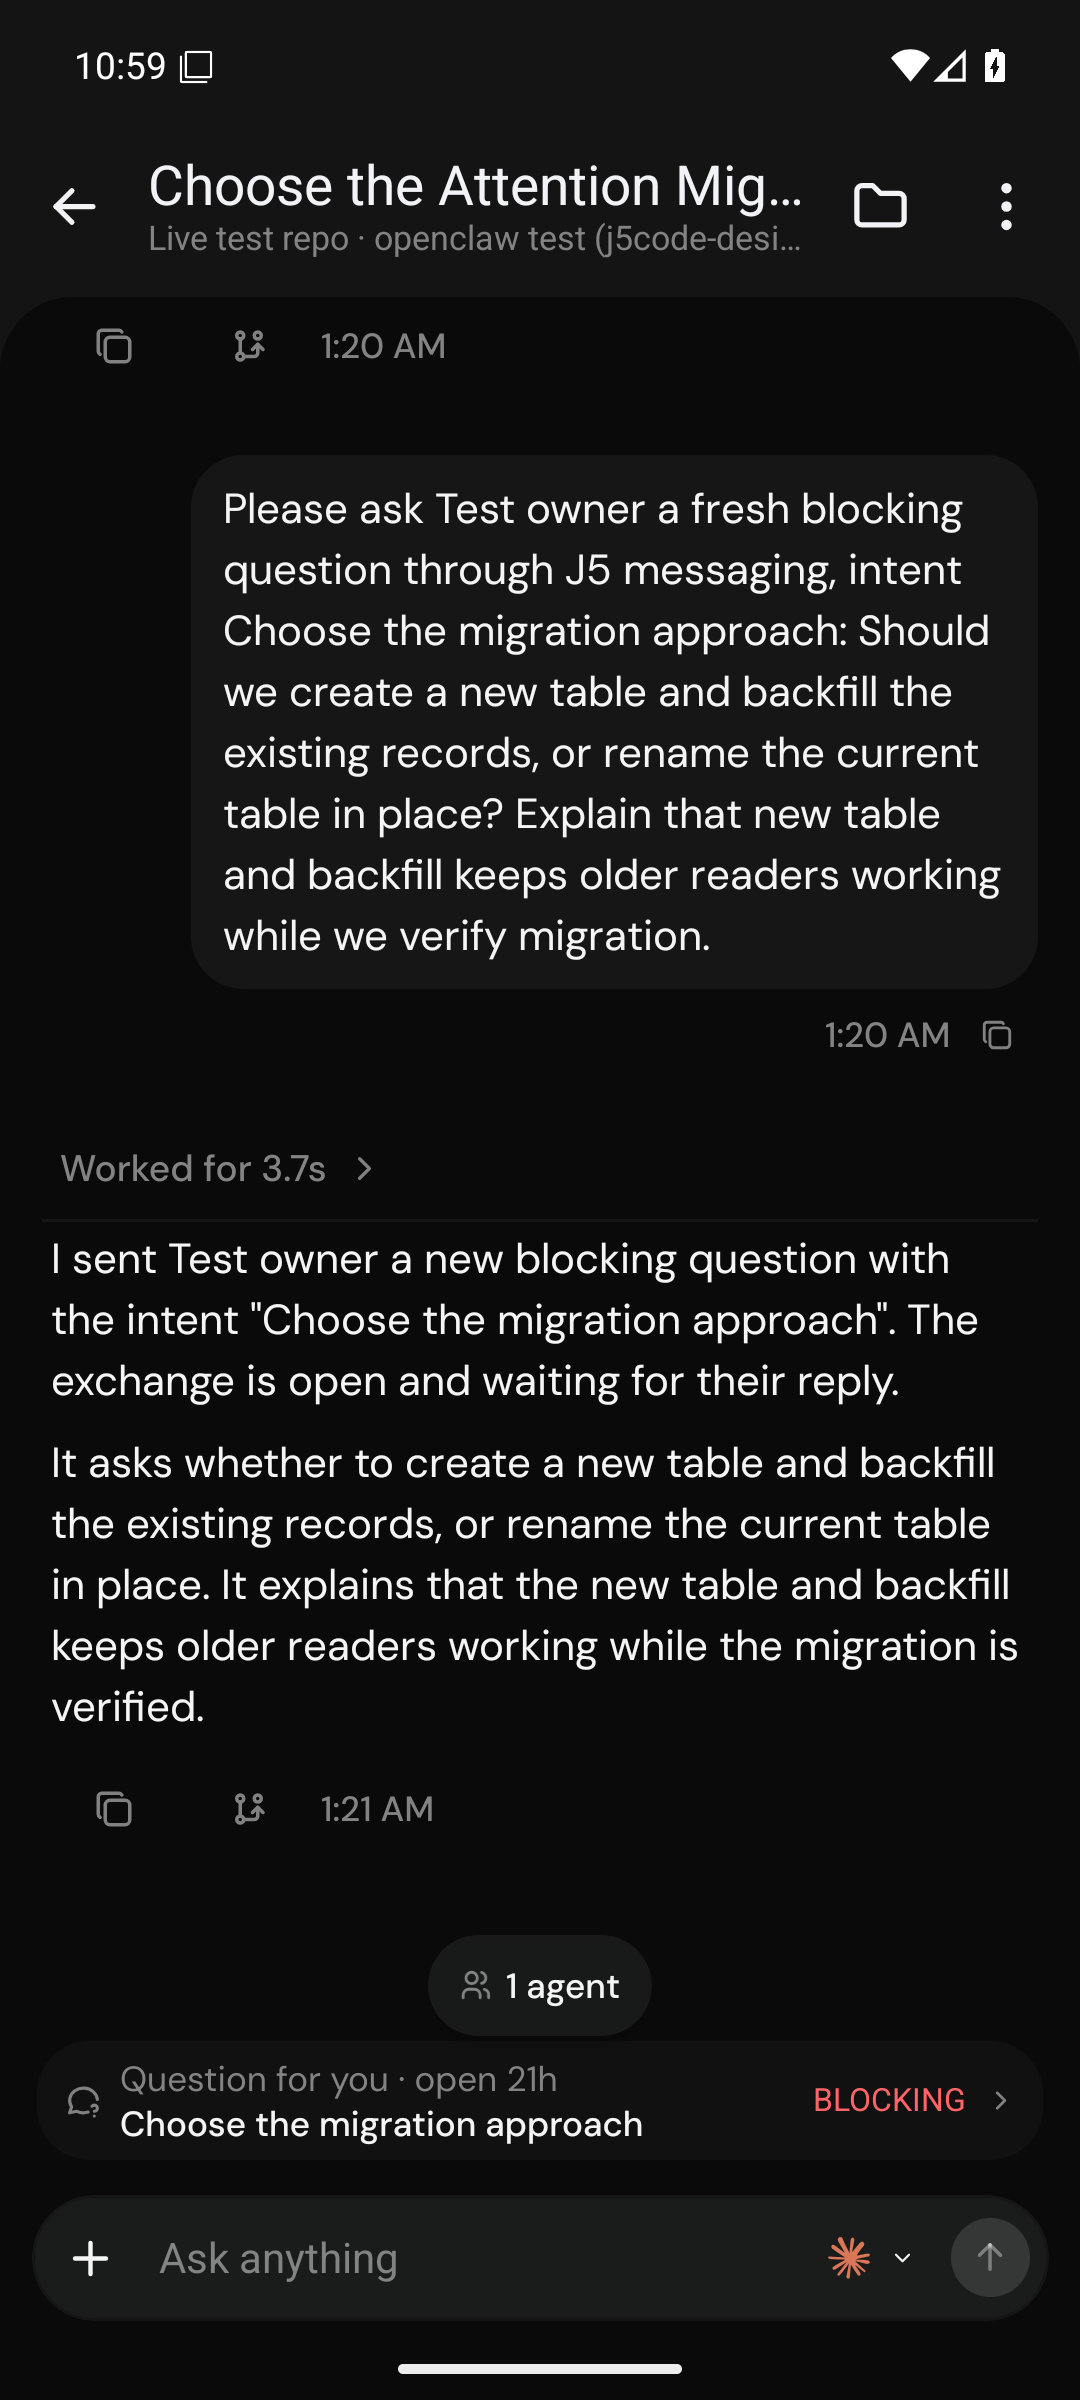 10:59
Choose the Attention Mig...
Live test repo · openclaw test (j5code-desi...
1:20 AM
Please ask Test owner a fresh blocking
question through J5 messaging, intent
Choose the migration approach: Should
we create a new table and backfill the
existing records, or rename the current
table in place? Explain that new table
and backfill keeps older readers working
while we verify migration.
1:20 AM
Worked for 3.7s
I sent Test owner a new blocking question with
the intent "Choose the migration approach". The
exchange is open and waiting for their reply.
It asks whether to create a new table and backfill
the existing records, or rename the current table
in place. It explains that the new table and backfill
keeps older readers working while the migration is
verified.
1:21 AM
1 agent
Question for you · open 21h
Choose the migration approach
BLOCKING
Ask anything